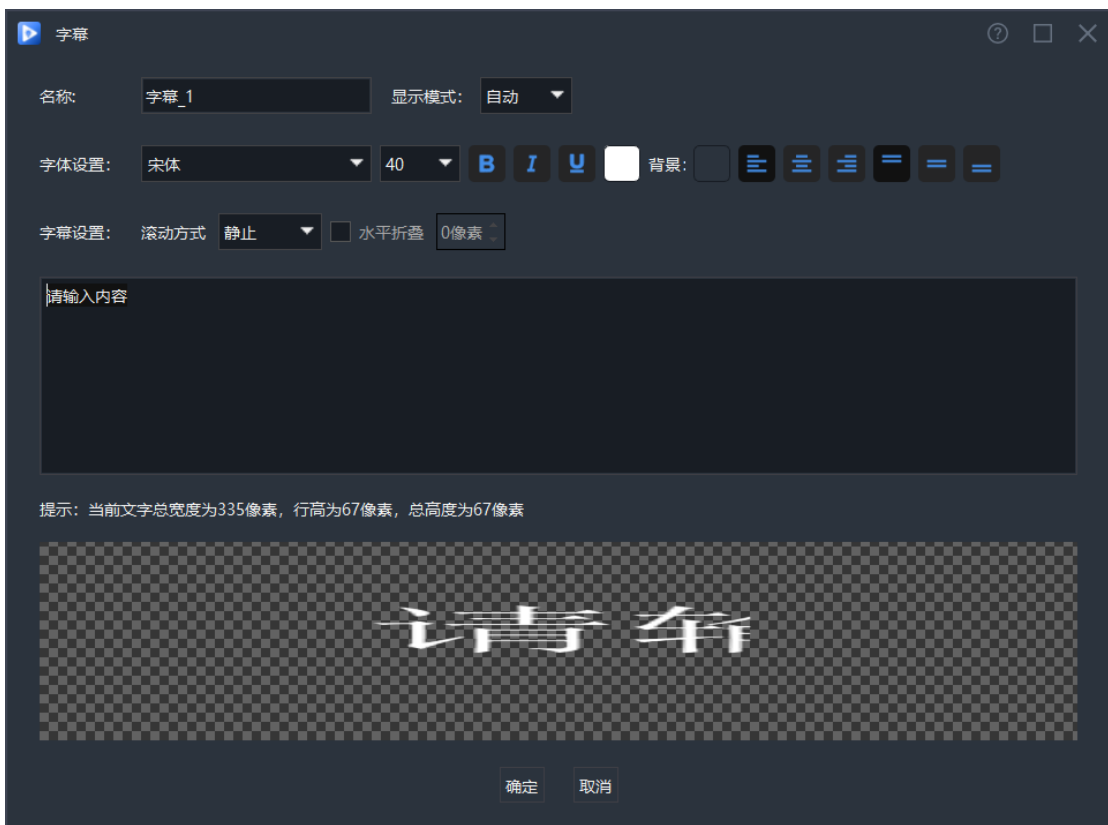 字幕
名称: 字幕_1 显示模式: 自动
字体设置: 宋体 40 B I U 背景:
字幕设置: 滚动方式 静止 水平折叠 0像素
请输入内容
提示: 当前文字总宽度为335像素, 行高为67像素, 总高度为67像素
请
确定 取消